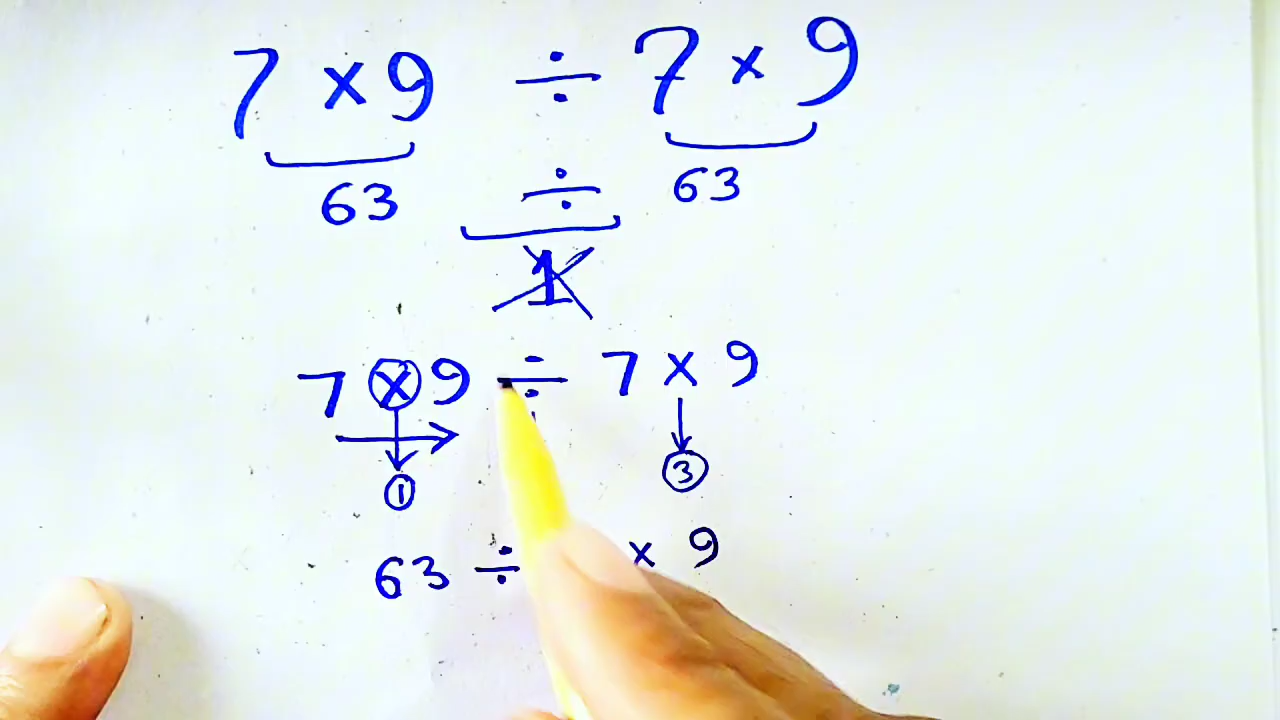 7 × 9 ÷ 7 × 9
63 ÷ 63
1
7 × 9 ÷ 7 × 9
1 3
63 ÷ × 9